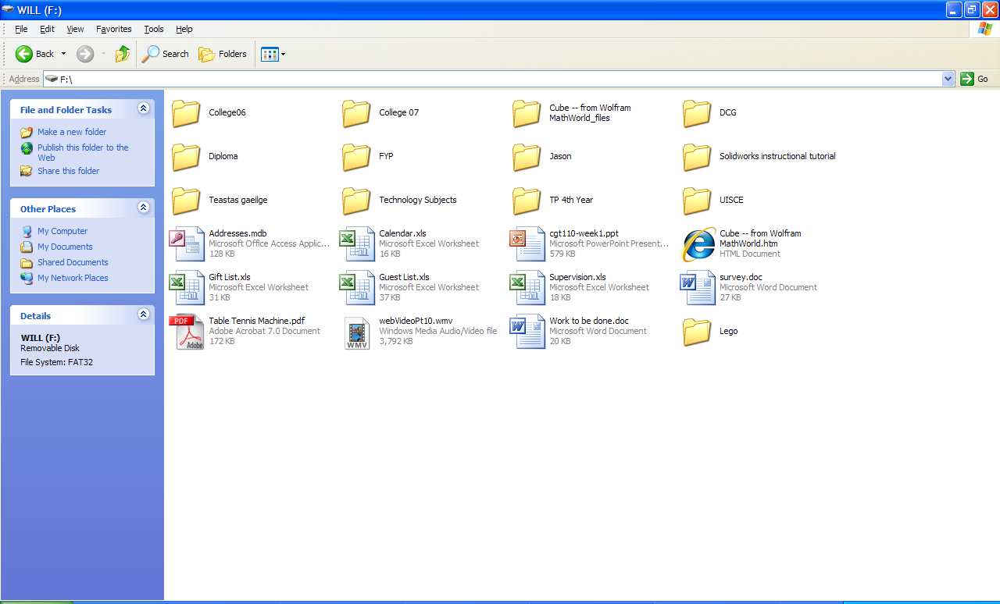 WILL (F:)
File Edit View Favorites Tools Help
Back Search Folders
Address F:\ Go
File and Folder Tasks
Make a new folder
Publish this folder to the
Web
Share this folder
Other Places
My Computer
My Documents
Shared Documents
My Network Places
Details
WILL (F:)
Removable Disk
File System: FAT32
College06
College 07
Cube -- from Wolfram
MathWorld_files
DCG
Diploma
FYP
Jason
Solidworks instructional tutorial
Teastas gaeilge
Technology Subjects
TP 4th Year
UISCE
Addresses.mdb
Microsoft Office Access Applic...
128 KB
Calendar.xls
Microsoft Excel Worksheet
16 KB
cgt110-week1.ppt
Microsoft PowerPoint Present...
579 KB
Cube -- from Wolfram
MathWorld.htm
HTML Document
Gift List.xls
Microsoft Excel Worksheet
31 KB
Guest List.xls
Microsoft Excel Worksheet
37 KB
Supervision.xls
Microsoft Excel Worksheet
18 KB
survey.doc
Microsoft Word Document
27 KB
PDF
Adobe
Table Tennis Machine.pdf
Adobe Acrobat 7.0 Document
172 KB
WMV
webVideoPt10.wmv
Windows Media Audio/Video file
3,792 KB
Work to be done.doc
Microsoft Word Document
20 KB
Lego